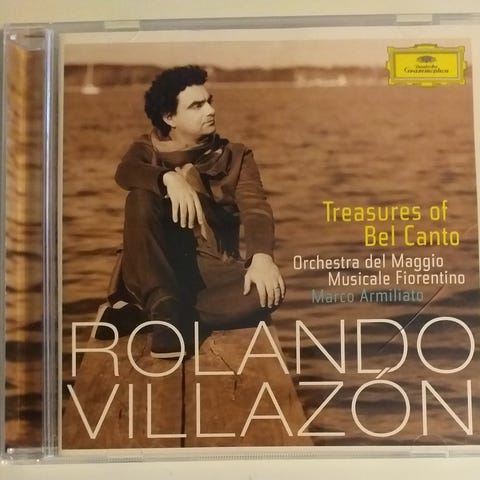 Deutsche
Grammophon
Treasures of
Bel Canto
Orchestra del Maggio
Musicale Fiorentino
Marco Armiliato
ROLANDO
VILLAZÓN